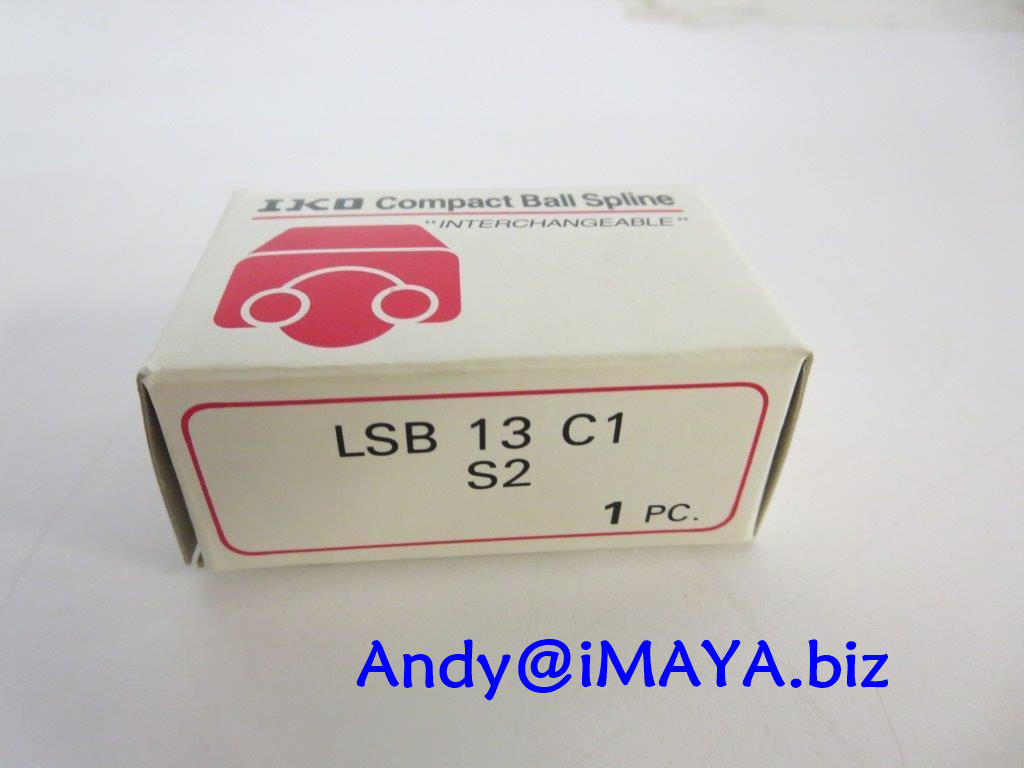 IKO Compact Ball Spline
"INTERCHANGEABLE"
LSB 13 C1
S2
1 PC.
Andy@iMAYA.biz